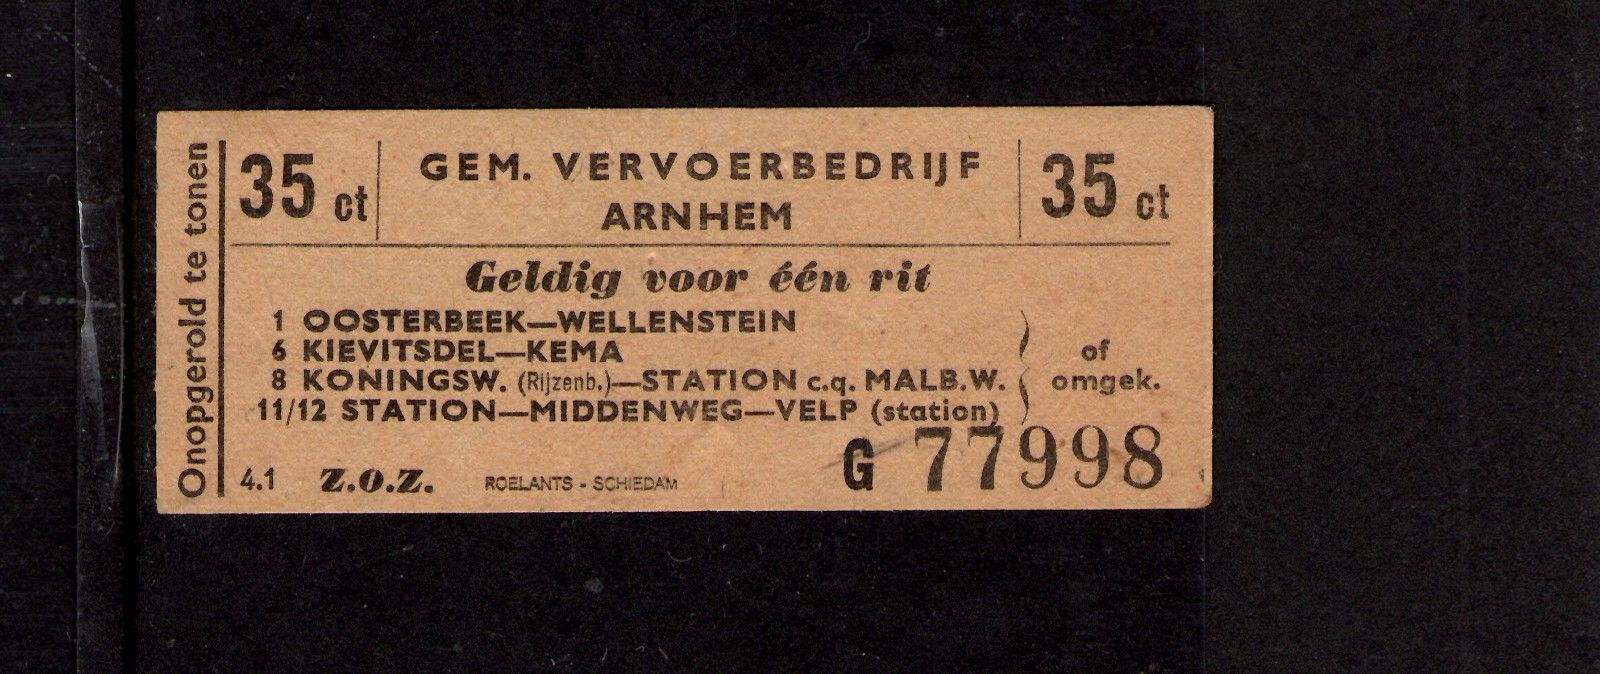 Onopgerold te tonen
35 ct
GEM. VERVOERBEDRIJF
ARNHEM
35 ct
Geldig voor één rit
1 OOSTERBEEK—WELLENSTEIN
6 KIEVITSDEL—KEMA
8 KONINGSW. (Rijzenb.)—STATION c.q. MALB.W.
11/12 STATION—MIDDENWEG—VELP (station)
of
omgek.
4.1 Z.O.Z. ROELANTS - SCHIEDAM G 77998